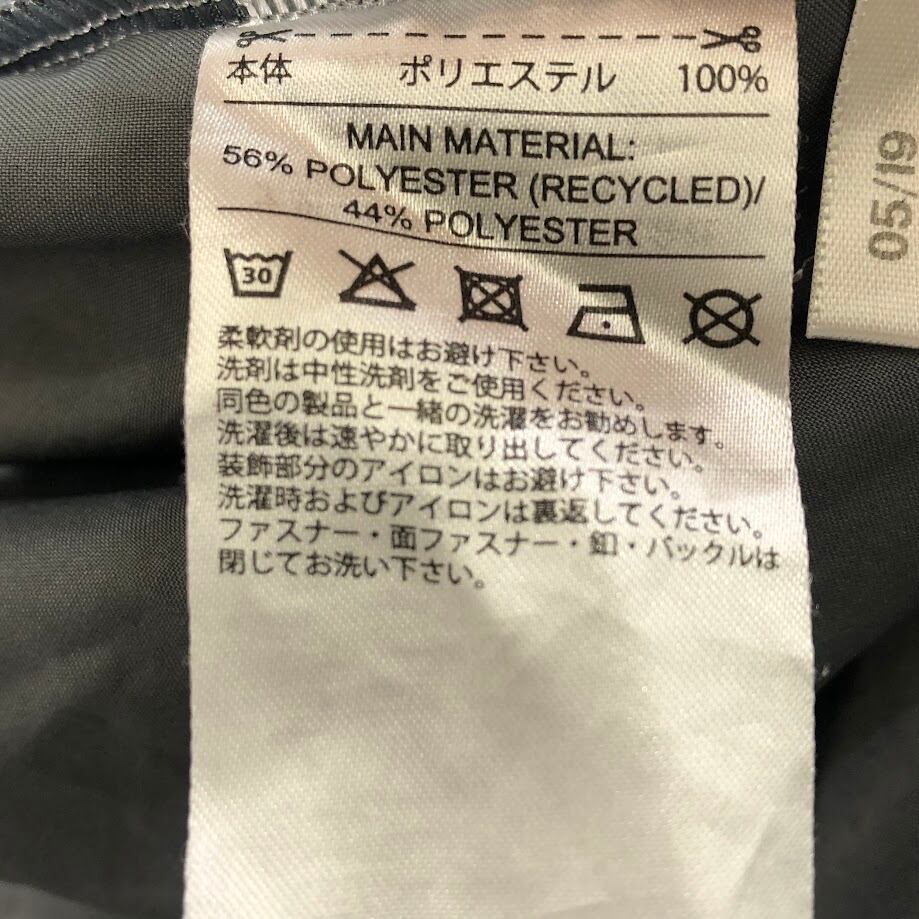 本体 ポリエステル 100%
MAIN MATERIAL:
56% POLYESTER (RECYCLED)/
44% POLYESTER
30
柔軟剤の使用はお避け下さい。
洗剤は中性洗剤をご使用ください。
同色の製品と一緒の洗濯をお勧めします。
洗濯後は速やかに取り出してください。
装飾部分のアイロンはお避け下さい。
洗濯時およびアイロンは裏返してください。
ファスナー・面ファスナー・釦・バックルは
閉じてお洗い下さい。
05/19